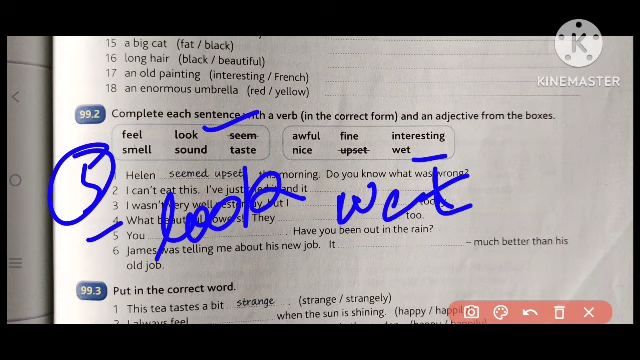 15 a big cat (fat / black)
16 long hair (black / beautiful)
17 an old painting (interesting / French)
18 an enormous umbrella (red / yellow)
KINEMASTER
99.2 Complete each sentence with a verb (in the correct form) and an adjective from the boxes.
feel look seem awful fine interesting
smell sound taste nice upset wet
5
look wet
1 Helen seemed upset this morning. Do you know what was wrong?
2 I can't eat this. I've just it and it
3 I wasn't very well yesterday, but I today.
4 What beautiful flowers! They too.
5 You Have you been out in the rain?
6 James was telling me about his new job. It – much better than his
old job.
99.3 Put in the correct word.
1 This tea tastes a bit strange . (strange / strangely)
2 I always feel when the sun is shining. (happy / happily)